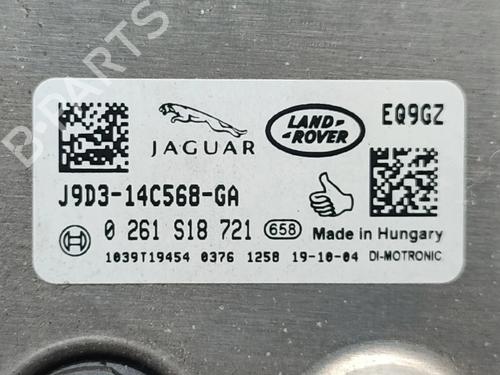 B-PARTS
JAGUAR
LAND-
-ROVER
EQ9GZ
J9D3-14C568-GA
0 261 S18 721 658 Made in Hungary
1039T19454 0376 1258 19-10-04 DI-MOTRONIC